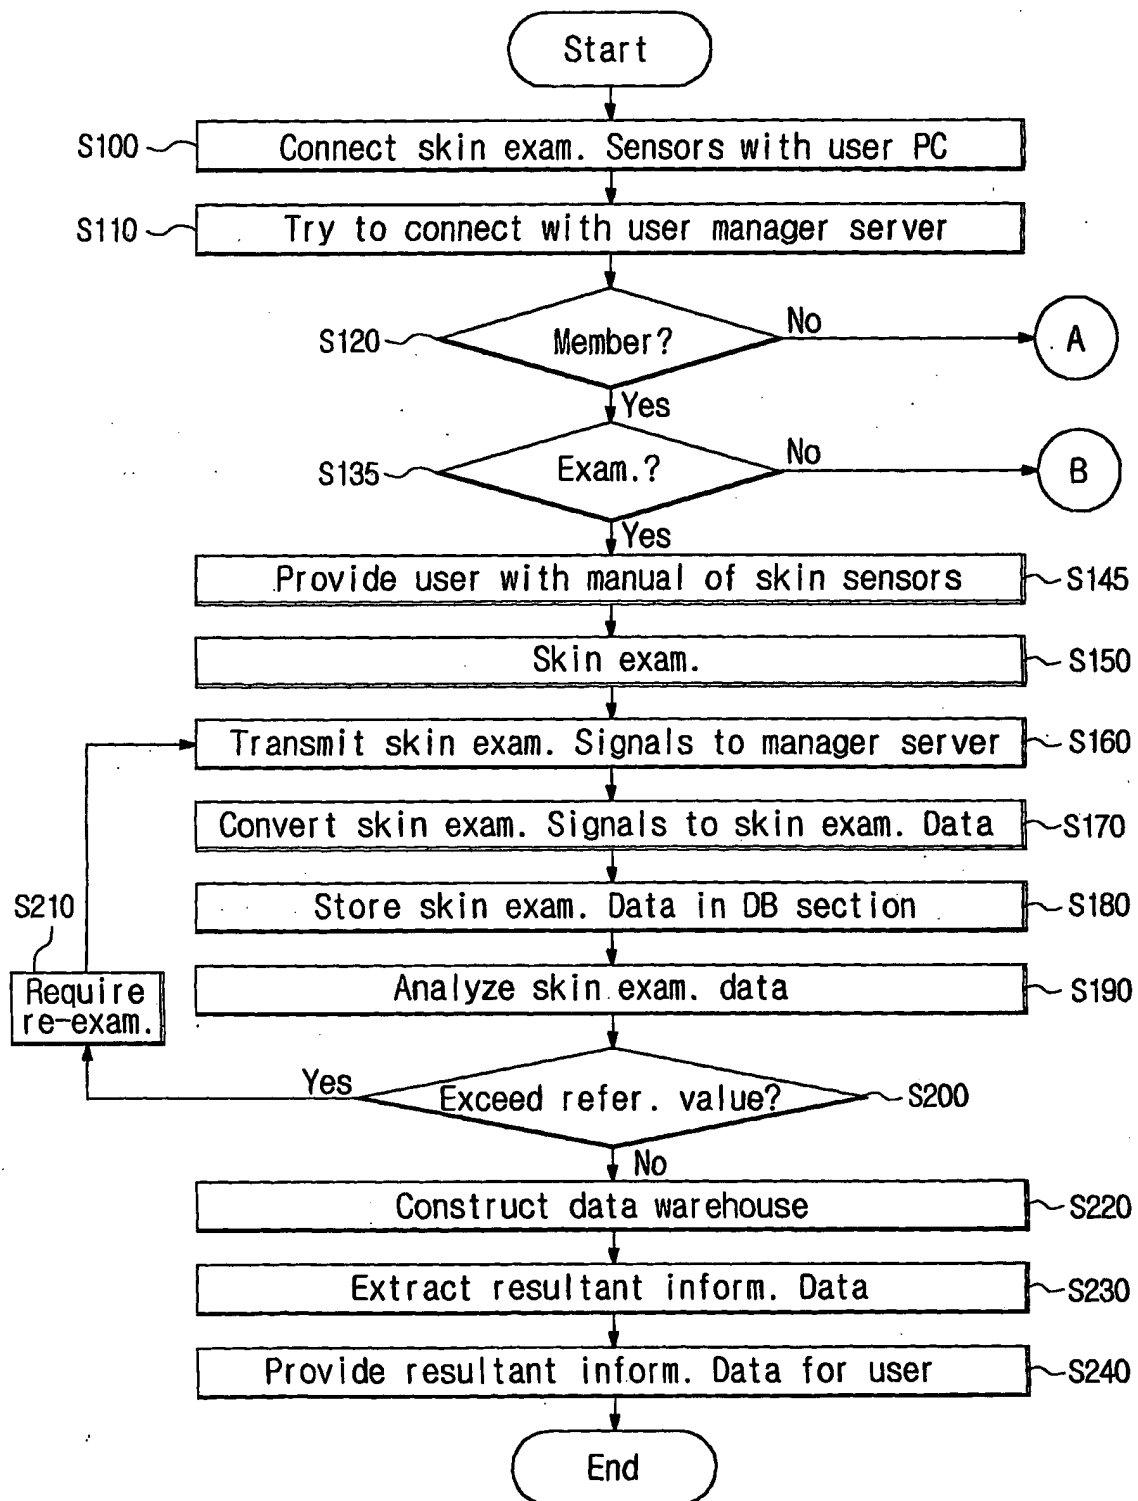 Start
S100
Connect skin exam. Sensors with user PC
S110
Try to connect with user manager server
S120
Member?
No
A
Yes
S135
Exam.?
No
B
Yes
Provide user with manual of skin sensors
S145
Skin exam.
S150
Transmit skin exam. Signals to manager server
S160
Convert skin exam. Signals to skin exam. Data
S170
S210
Store skin exam. Data in DB section
S180
Require
re-exam.
Analyze skin exam. data
S190
Yes
Exceed refer. value?
S200
No
Construct data warehouse
S220
Extract resultant inform. Data
S230
Provide resultant inform. Data for user
S240
End